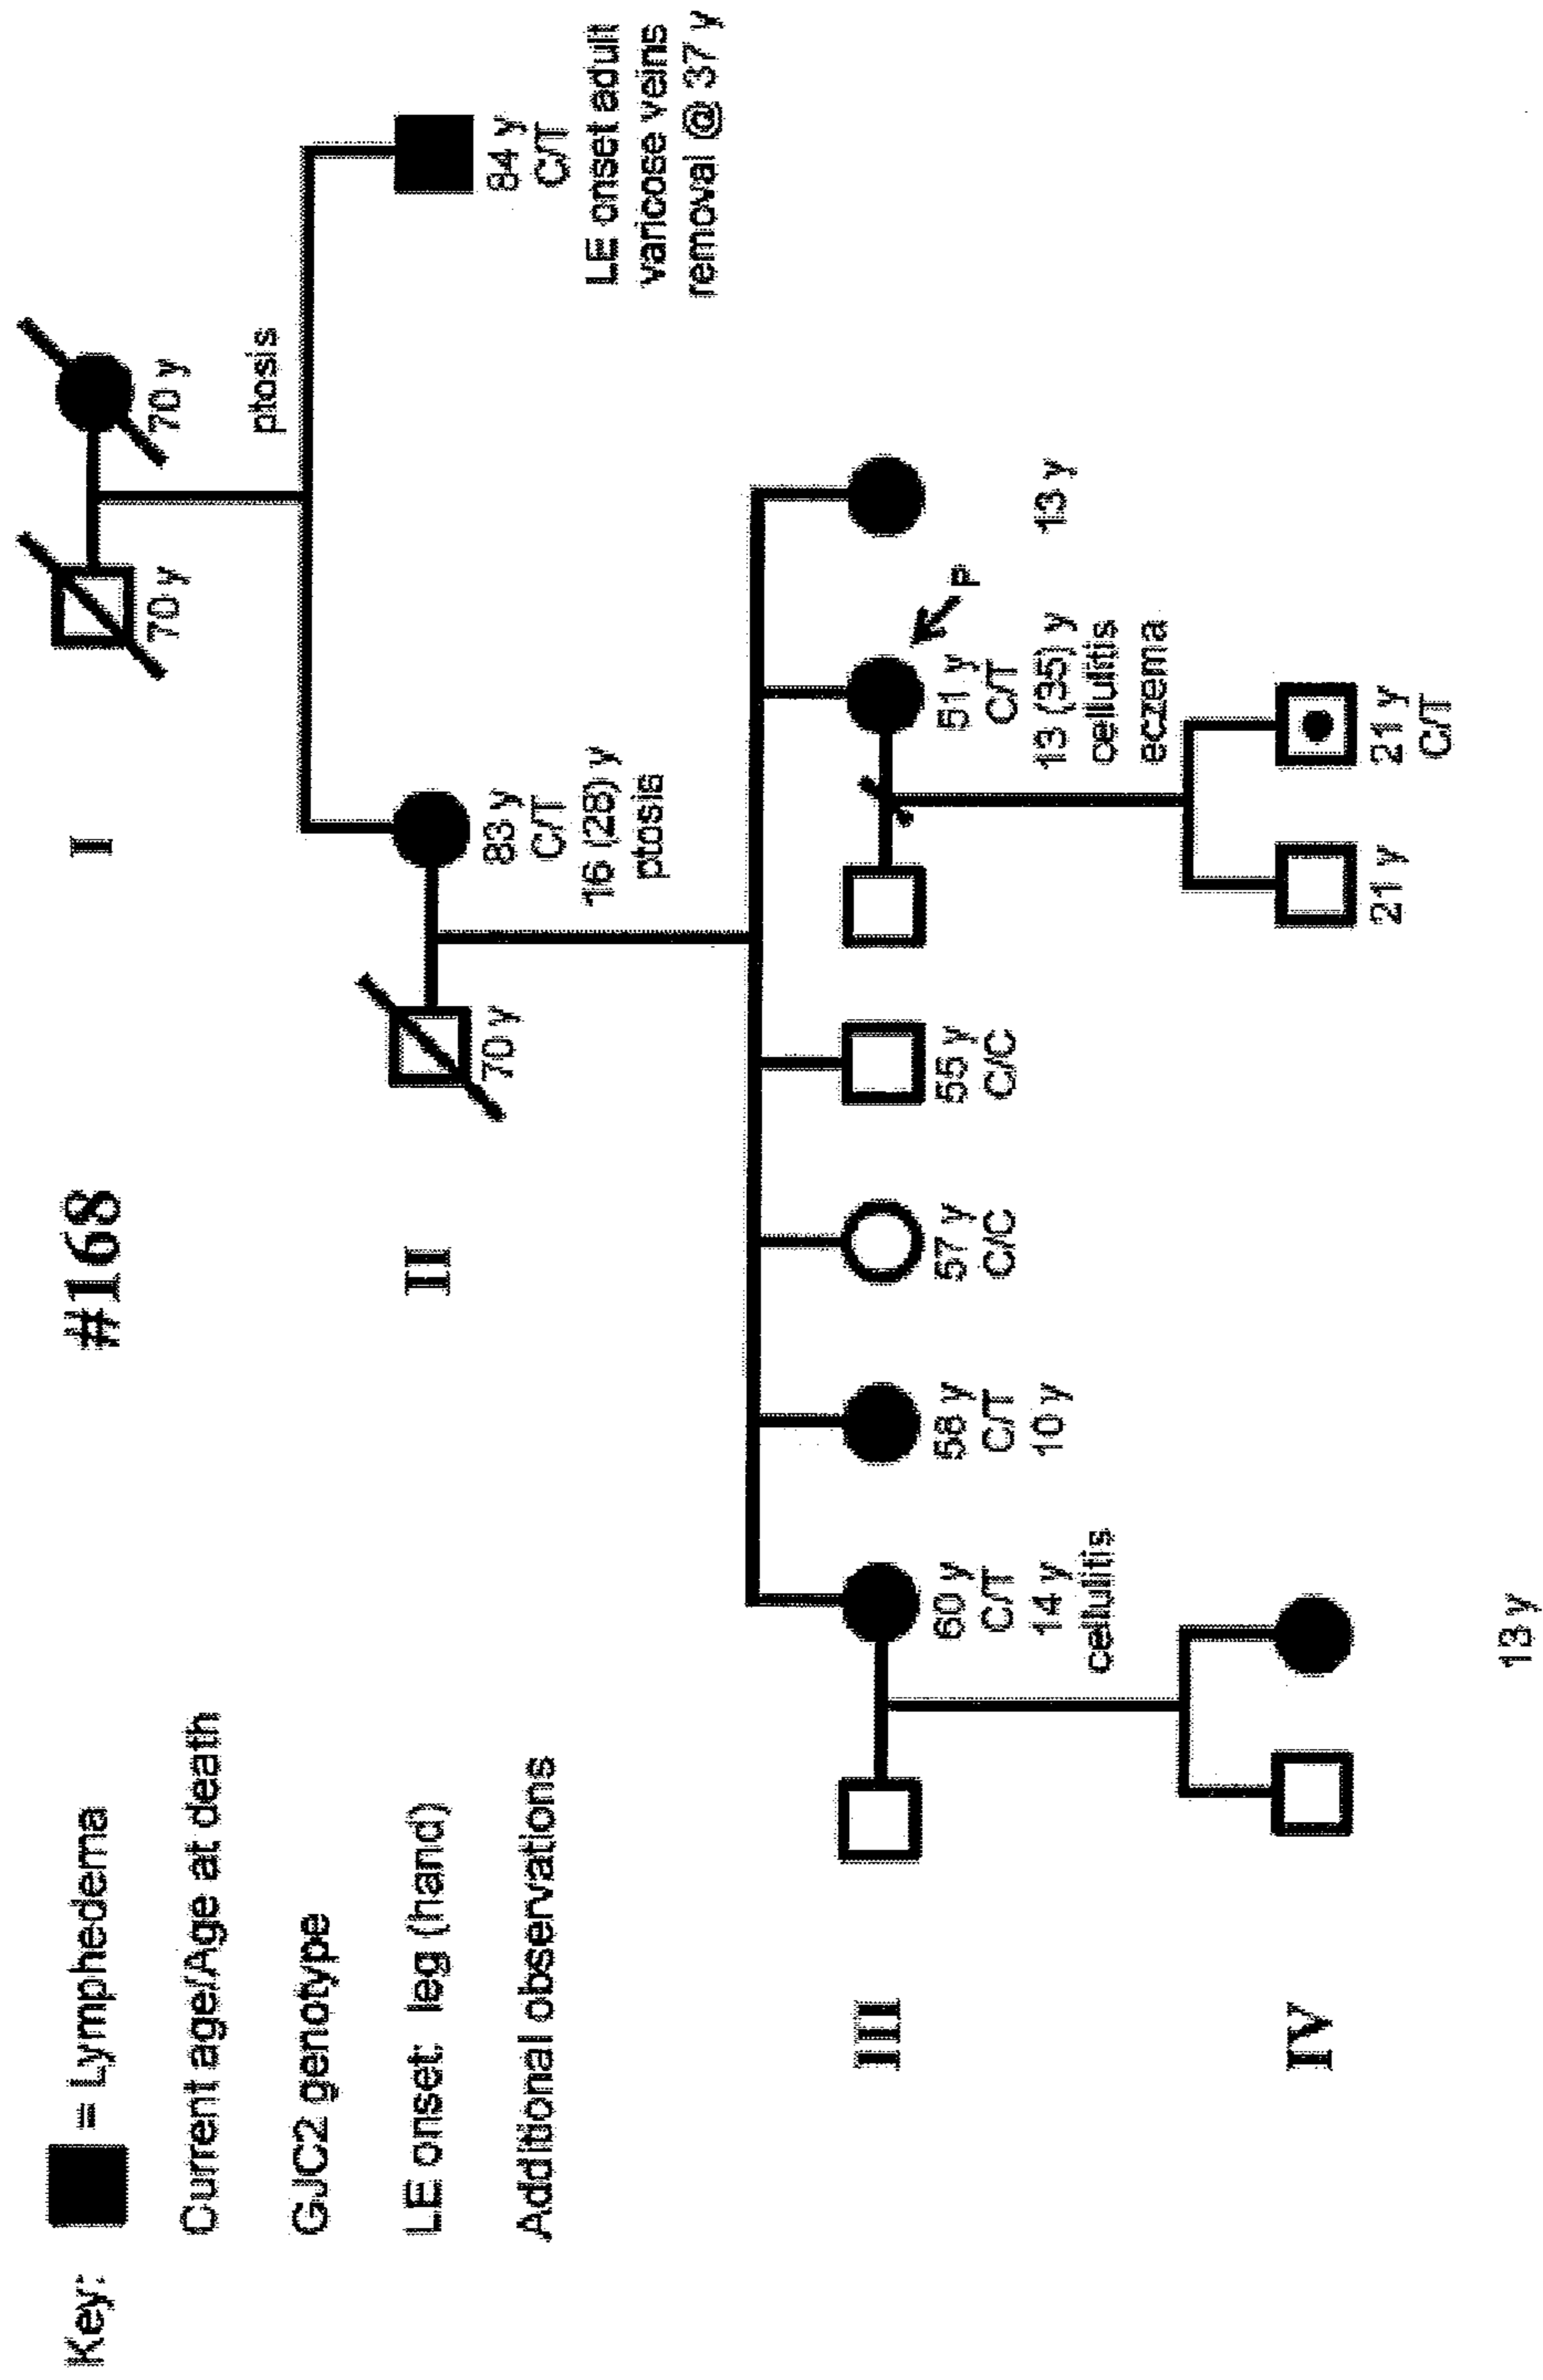 #168
Key: = Lymphedema
Current age/Age at death
GJC2 genotype
LE onset: leg (hand)
Additional observations
I
70 y
70 y
ptosis
II
70 y
83 y
C/T
16 (28) y
ptosis
84 y
C/T
LE onset adult
varicose veins
removal @ 37 y
III
60 y
C/T
14 y
cellulitis
58 y
C/T
10 y
57 y
C/C
55 y
C/C
P
51 y
C/T
13 (35) y
cellulitis
eczema
13 y
IV
13 y
21 y
21 y
C/T